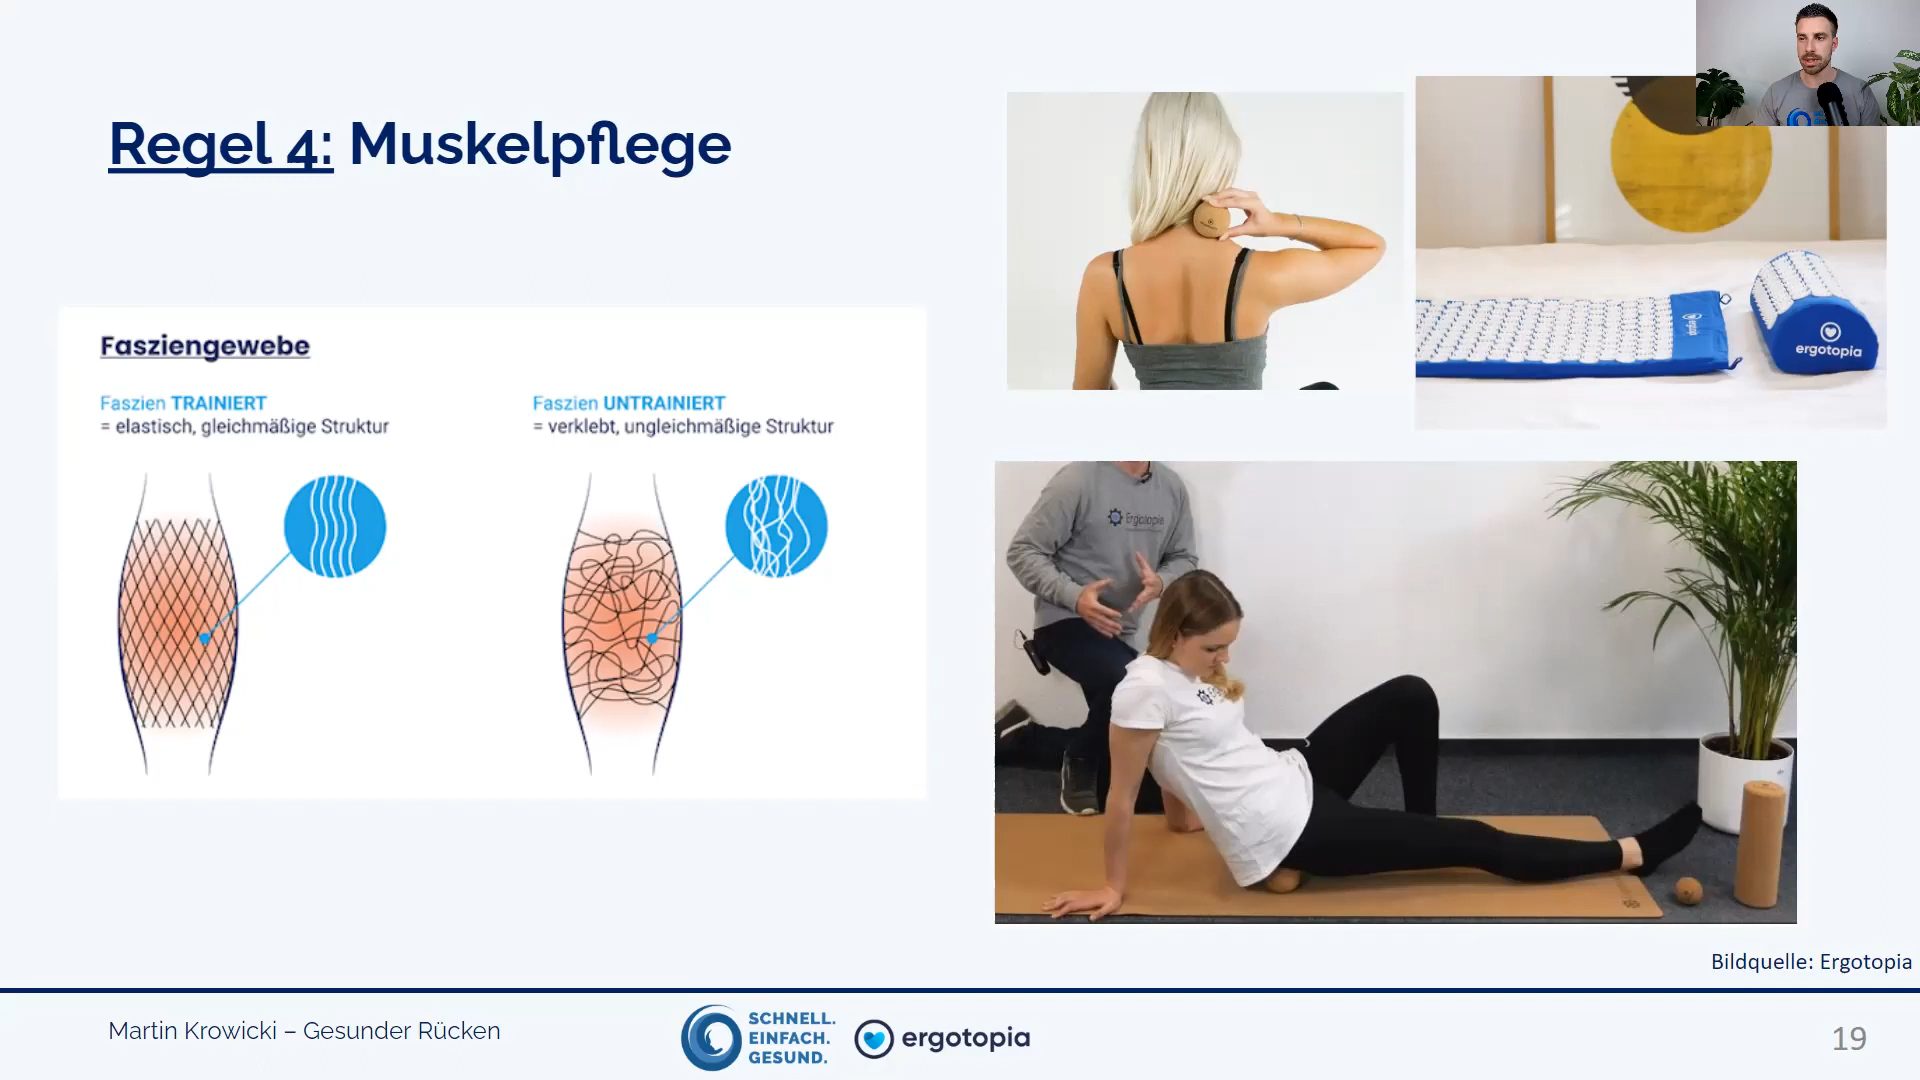 Regel 4: Muskelpflege
Fasziengewebe
Faszien TRAINIERT
= elastisch, gleichmäßige Struktur
Faszien UNTRAINIERT
= verklebt, ungleichmäßige Struktur
ergotopia
Ergotopia
Bildquelle: Ergotopia
Martin Krowicki – Gesunder Rücken
SCHNELL.
EINFACH.
GESUND.
ergotopia
19